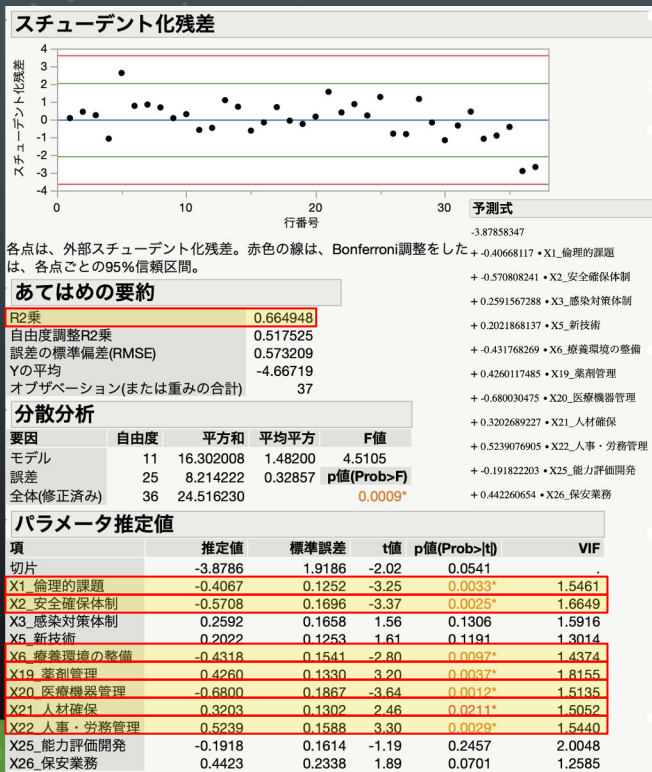 スチューデント化残差
スチューデント化残差
4
3
2
1
0
-1
-2
-3
-4
0 10 20 30
行番号
各点は、外部スチューデント化残差。赤色の線は、Bonferroni調整をした
は、各点ごとの95%信頼区間。
予測式
-3.87858347
+ -0.40668117 • X1_倫理的課題
+ -0.570808241 • X2_安全確保体制
+ 0.2591567288 • X3_感染対策体制
+ 0.2021868137 • X5_新技術
+ -0.431768269 • X6_療養環境の整備
+ 0.4260117485 • X19_薬剤管理
+ -0.680030475 • X20_医療機器管理
+ 0.3202689227 • X21_人材確保
+ 0.5239076905 • X22_人事・労務管理
+ -0.191822203 • X25_能力評価開発
+ 0.442260654 • X26_保安業務
あてはめの要約
R2乗 0.664948
自由度調整R2乗 0.517525
誤差の標準偏差(RMSE) 0.573209
Yの平均 -4.66719
オブザベーション(または重みの合計) 37
分散分析
要因 自由度 平方和 平均平方 F値
モデル 11 16.302008 1.48200 4.5105
誤差 25 8.214222 0.32857 p値(Prob>F)
全体(修正済み) 36 24.516230 0.0009*
パラメータ推定値
項 推定値 標準誤差 t値 p値(Prob>|t|) VIF
切片 -3.8786 1.9186 -2.02 0.0541 .
X1_倫理的課題 -0.4067 0.1252 -3.25 0.0033* 1.5461
X2_安全確保体制 -0.5708 0.1696 -3.37 0.0025* 1.6649
X3_感染対策体制 0.2592 0.1658 1.56 0.1306 1.5916
X5_新技術 0.2022 0.1253 1.61 0.1191 1.3014
X6_療養環境の整備 -0.4318 0.1541 -2.80 0.0097* 1.4374
X19_薬剤管理 0.4260 0.1330 3.20 0.0037* 1.8155
X20_医療機器管理 -0.6800 0.1867 -3.64 0.0012* 1.5135
X21_人材確保 0.3203 0.1302 2.46 0.0211* 1.5052
X22_人事・労務管理 0.5239 0.1588 3.30 0.0029* 1.5440
X25_能力評価開発 -0.1918 0.1614 -1.19 0.2457 2.0048
X26_保安業務 0.4423 0.2338 1.89 0.0701 1.2585